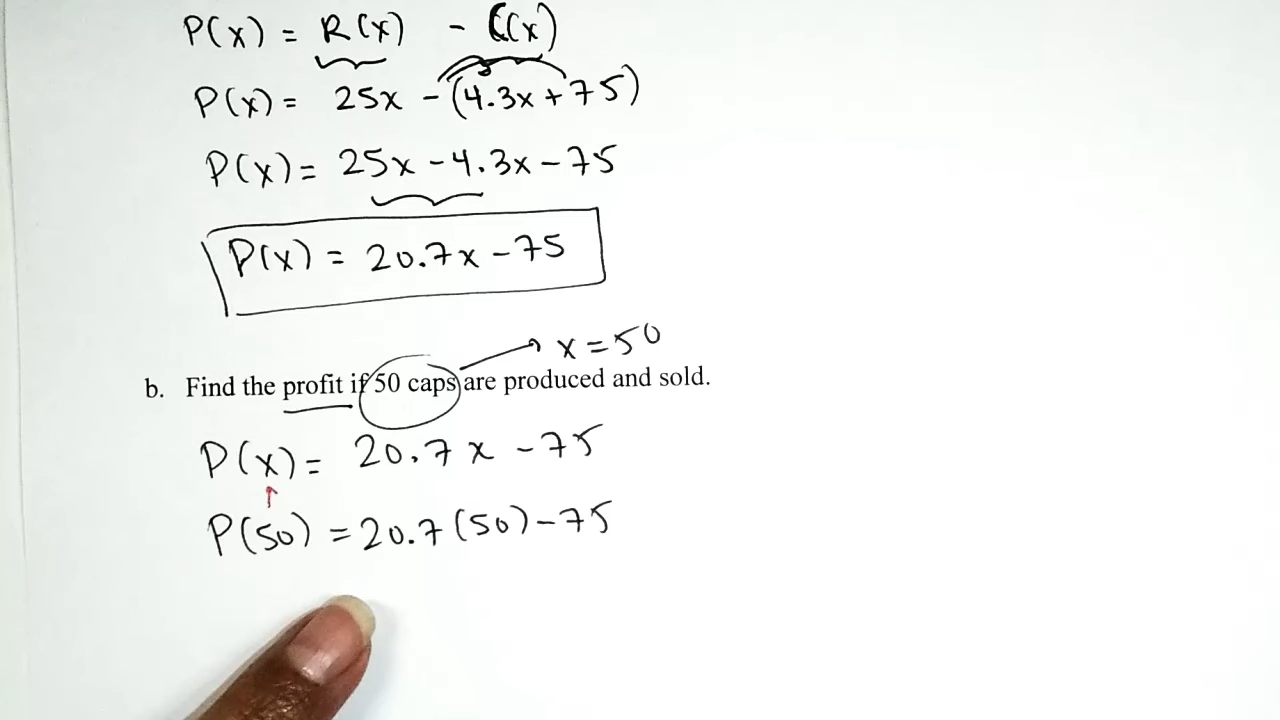 P(x) = R(x) - C(x)
P(x) = 25x - (4.3x + 75)
P(x) = 25x - 4.3x - 75
P(x) = 20.7x - 75
x = 50
b. Find the profit if 50 caps are produced and sold.
P(x) = 20.7x - 75
P(50) = 20.7(50) - 75